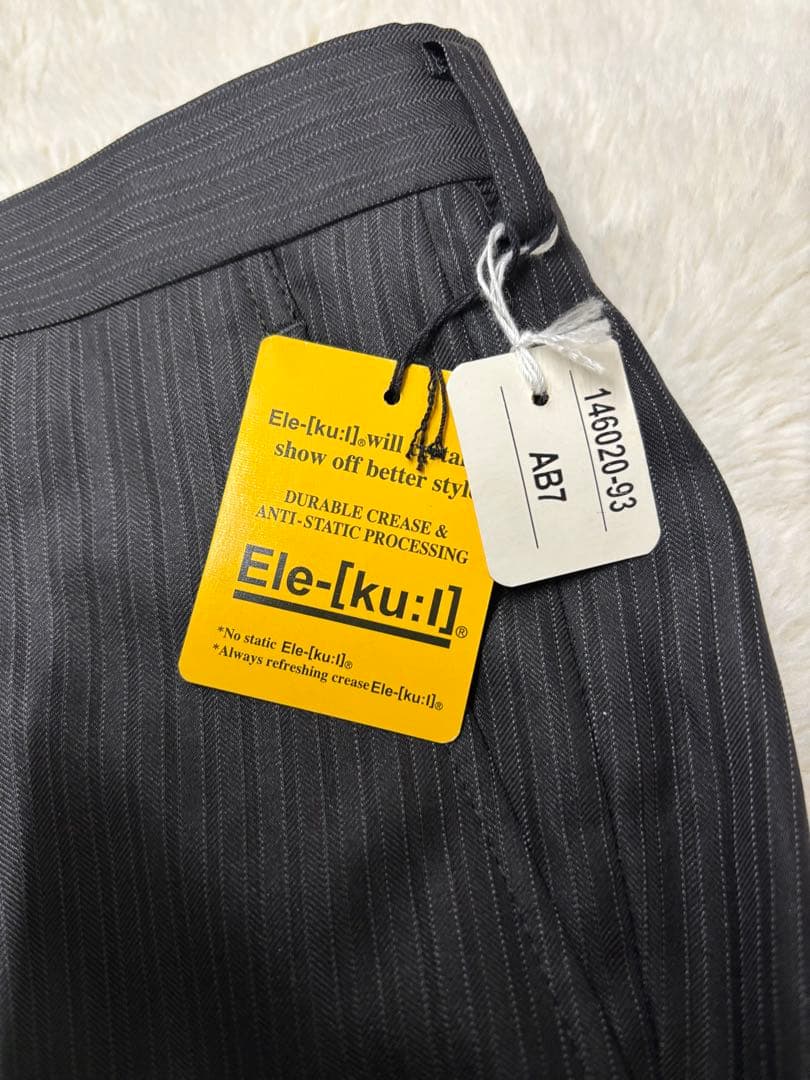 Ele-[ku:l]® will
show off better style
DURABLE CREASE &
ANTI-STATIC PROCESSING
Ele-[ku:l]®
*No static Ele-[ku:l]®
*Always refreshing crease Ele-[ku:l]®
146020-93
AB7